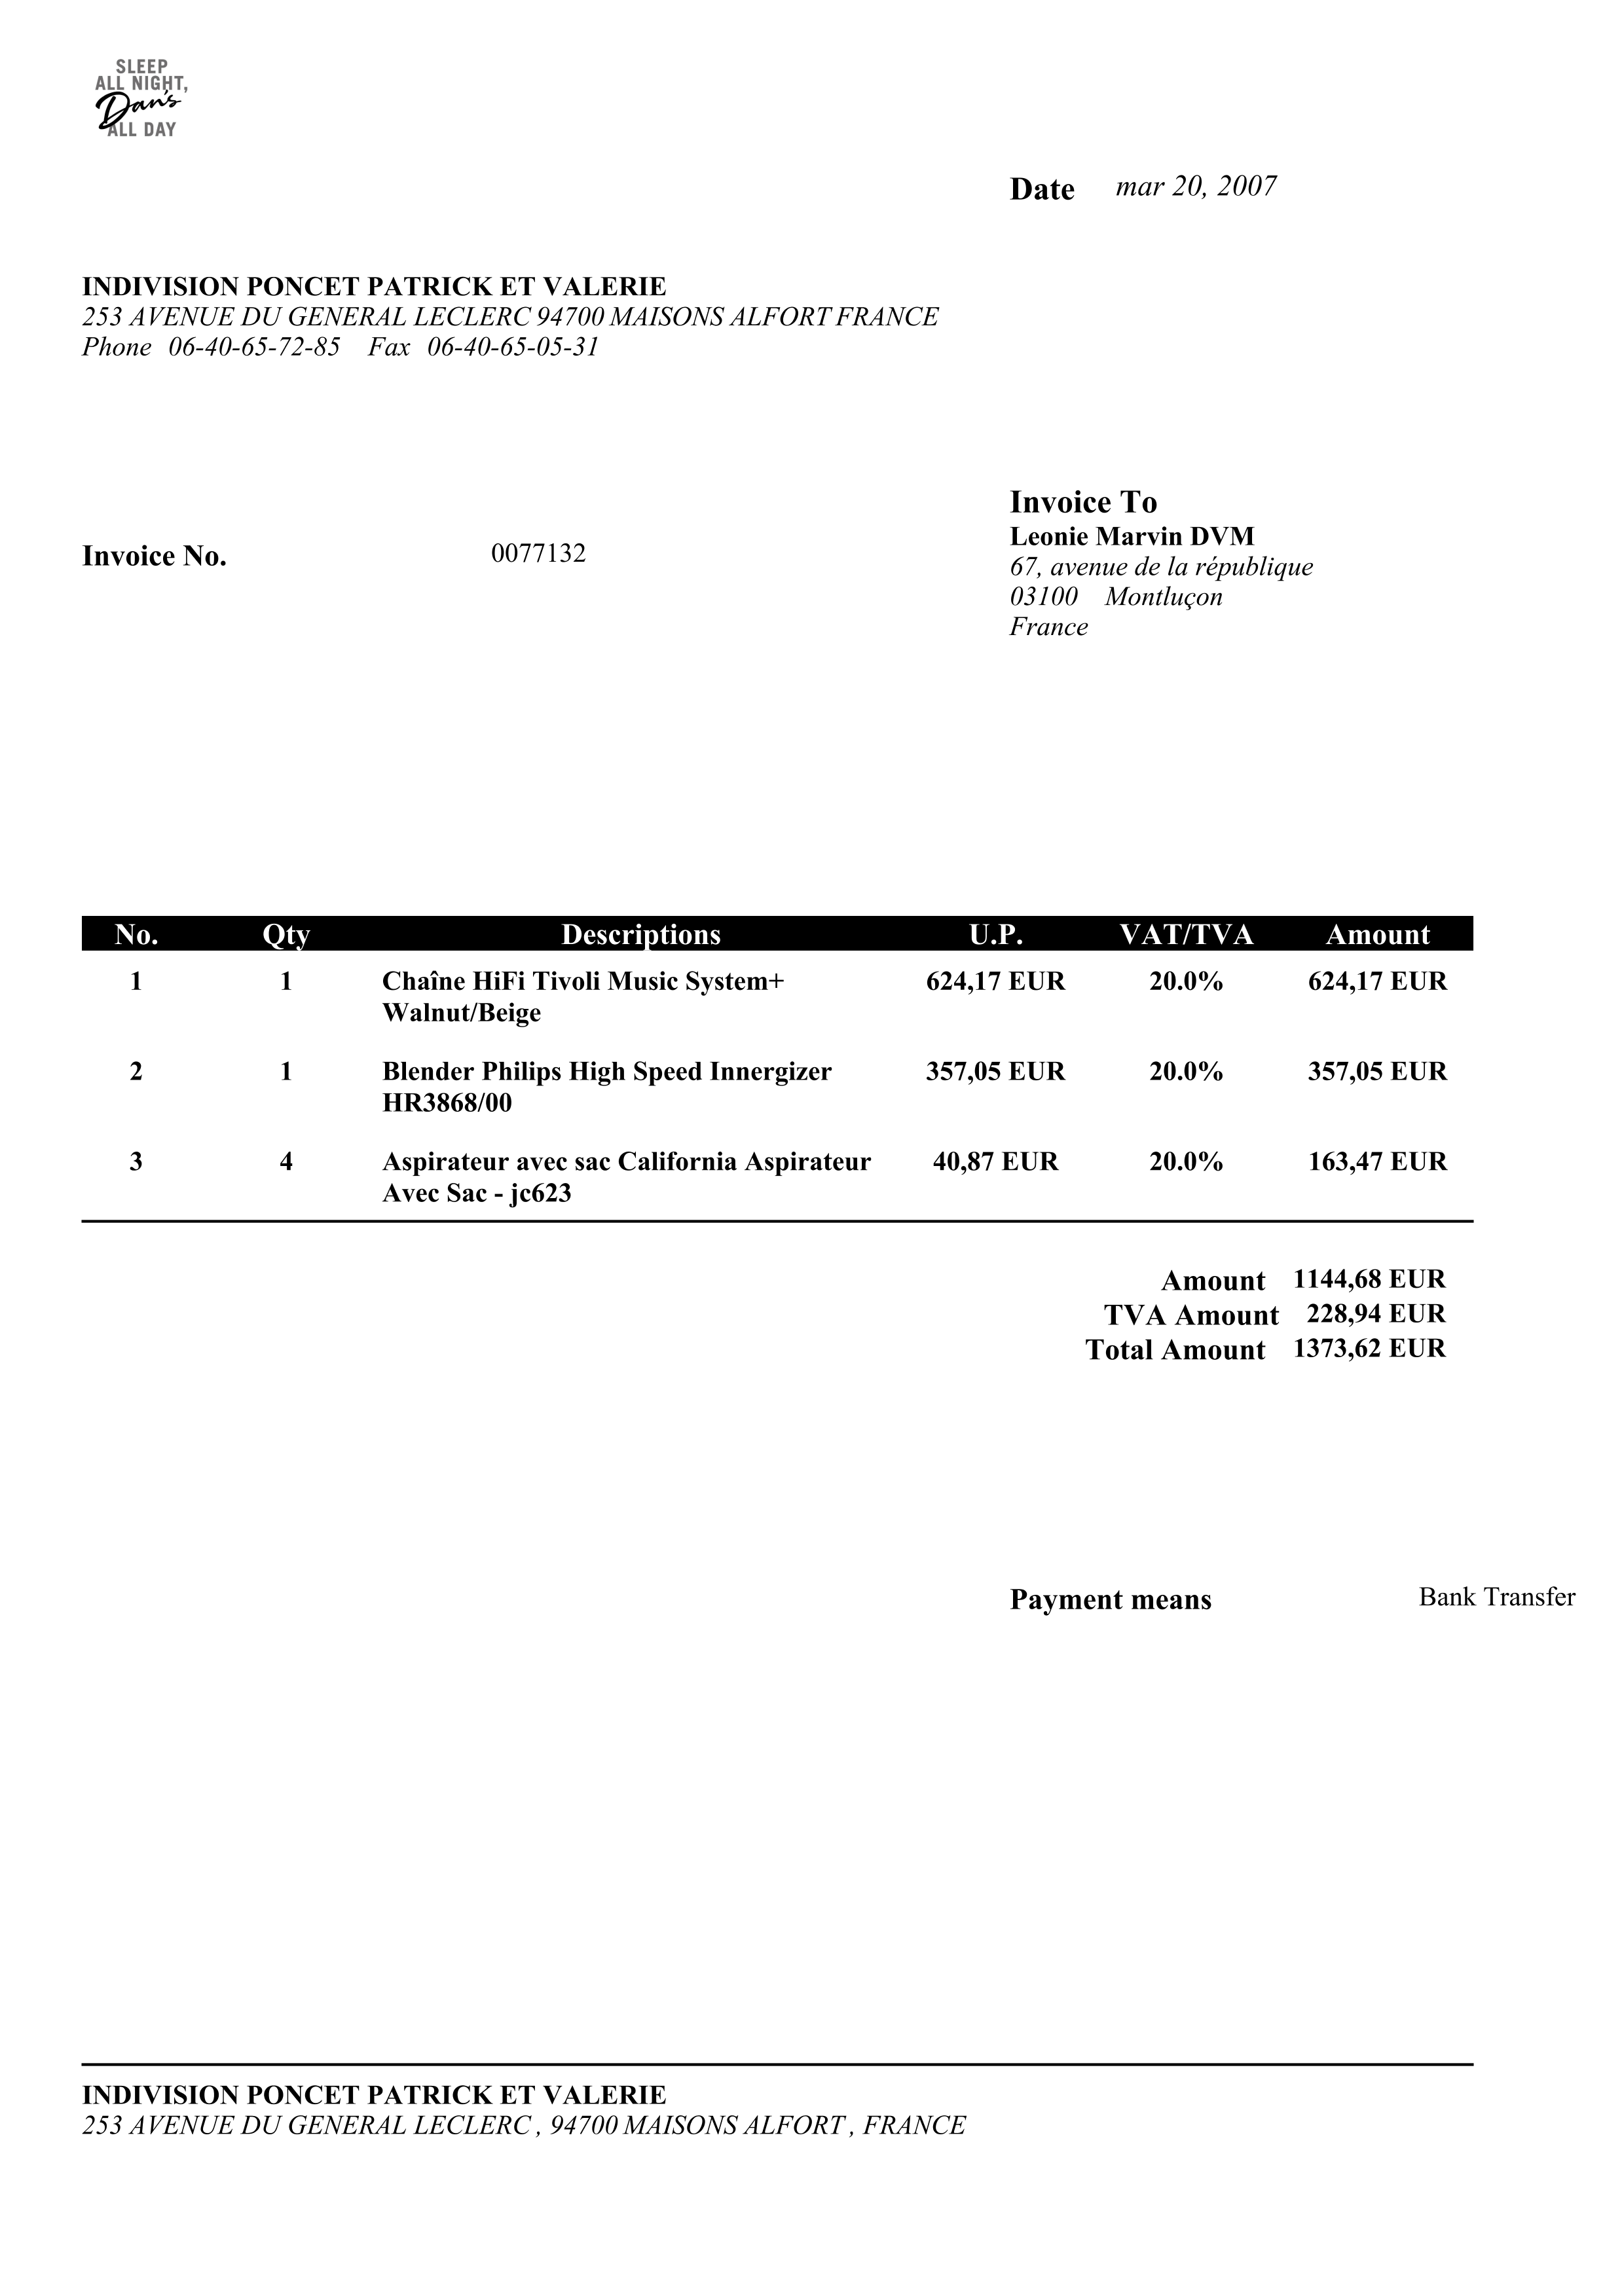 SLEEP
ALL NIGHT,
Dan's
ALL DAY
Date mar 20, 2007
INDIVISION PONCET PATRICK ET VALERIE
253 AVENUE DU GENERAL LECLERC 94700 MAISONS ALFORT FRANCE
Phone 06-40-65-72-85 Fax 06-40-65-05-31
Invoice To
Leonie Marvin DVM
Invoice No. 0077132
67, avenue de la république
03100 Montluçon
France
No. Qty Descriptions U.P. VAT/TVA Amount
1 1 Chaîne HiFi Tivoli Music System+ 624,17 EUR 20.0% 624,17 EUR
Walnut/Beige
2 1 Blender Philips High Speed Innergizer 357,05 EUR 20.0% 357,05 EUR
HR3868/00
3 4 Aspirateur avec sac California Aspirateur 40,87 EUR 20.0% 163,47 EUR
Avec Sac - jc623
Amount 1144,68 EUR
TVA Amount 228,94 EUR
Total Amount 1373,62 EUR
Payment means Bank Transfer
INDIVISION PONCET PATRICK ET VALERIE
253 AVENUE DU GENERAL LECLERC , 94700 MAISONS ALFORT , FRANCE